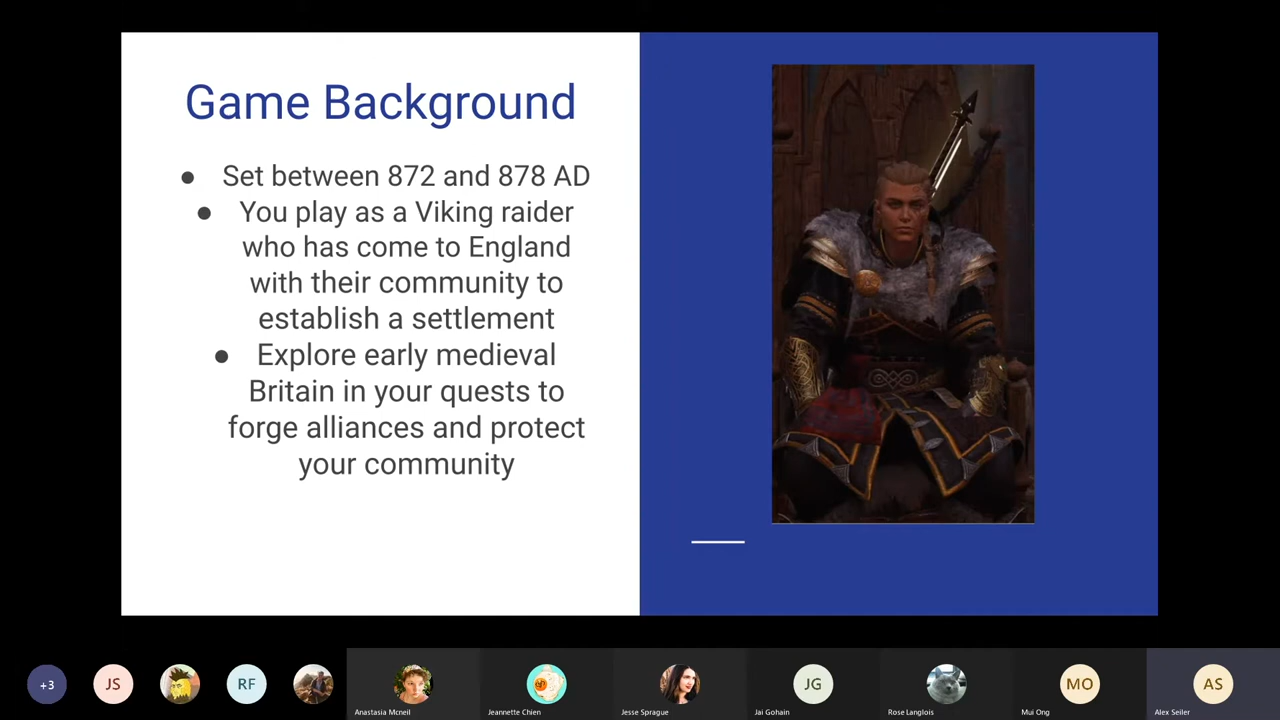 Game Background
● Set between 872 and 878 AD
● You play as a Viking raider
who has come to England
with their community to
establish a settlement
● Explore early medieval
Britain in your quests to
forge alliances and protect
your community
+3
JS
RF
JG
MO
AS
Anastasia Mcneil
Jeannette Chien
Jesse Sprague
Jai Gohain
Rose Langlois
Mui Ong
Alex Seiler